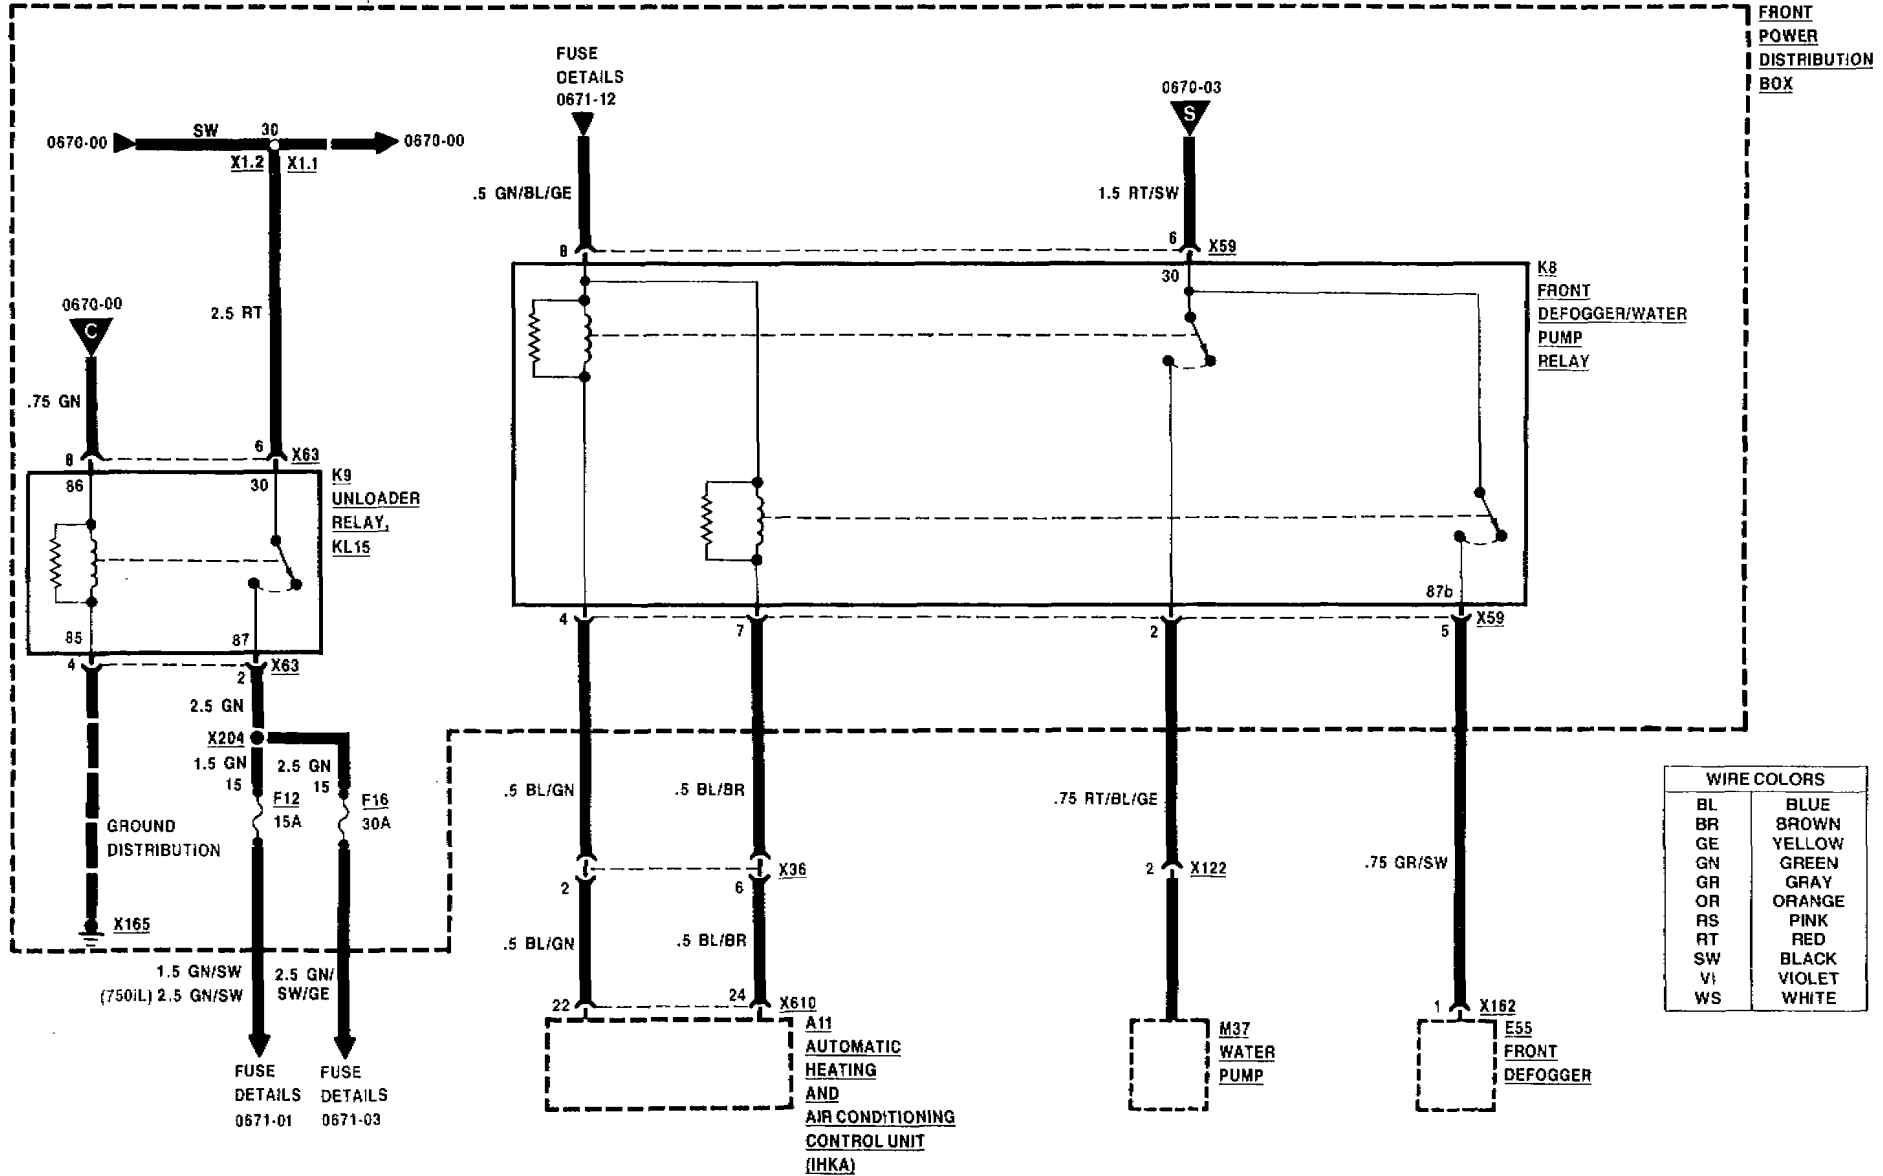 FRONT
POWER
DISTRIBUTION
BOX
FUSE
DETAILS
0671-12
0670-03
S
0670-00
SW
30
0670-00
X1.2
X1.1
.5 GN/BL/GE
1.5 RT/SW
8
6
X59
30
K8
FRONT
DEFOGGER/WATER
PUMP
RELAY
0670-00
C
2.5 RT
.75 GN
8
6
X63
86
30
K9
UNLOADER
RELAY,
KL15
85
87
4
2
X63
87b
4
7
2
5
X59
2.5 GN
X204
1.5 GN
15
2.5 GN
15
F12
15A
F16
30A
GROUND
DISTRIBUTION
X165
.5 BL/GN
.5 BL/BR
.75 RT/BL/GE
.75 GR/SW
2
6
X36
2
X122
.5 BL/GN
.5 BL/BR
1.5 GN/SW
(750iL) 2.5 GN/SW
2.5 GN/
SW/GE
22
24
X610
1
X162
FUSE
DETAILS
0671-01
FUSE
DETAILS
0671-03
A11
AUTOMATIC
HEATING
AND
AIR CONDITIONING
CONTROL UNIT
(IHKA)
M37
WATER
PUMP
E55
FRONT
DEFOGGER
WIRE COLORS
BL BLUE
BR BROWN
GE YELLOW
GN GREEN
GR GRAY
OR ORANGE
RS PINK
RT RED
SW BLACK
VI VIOLET
WS WHITE